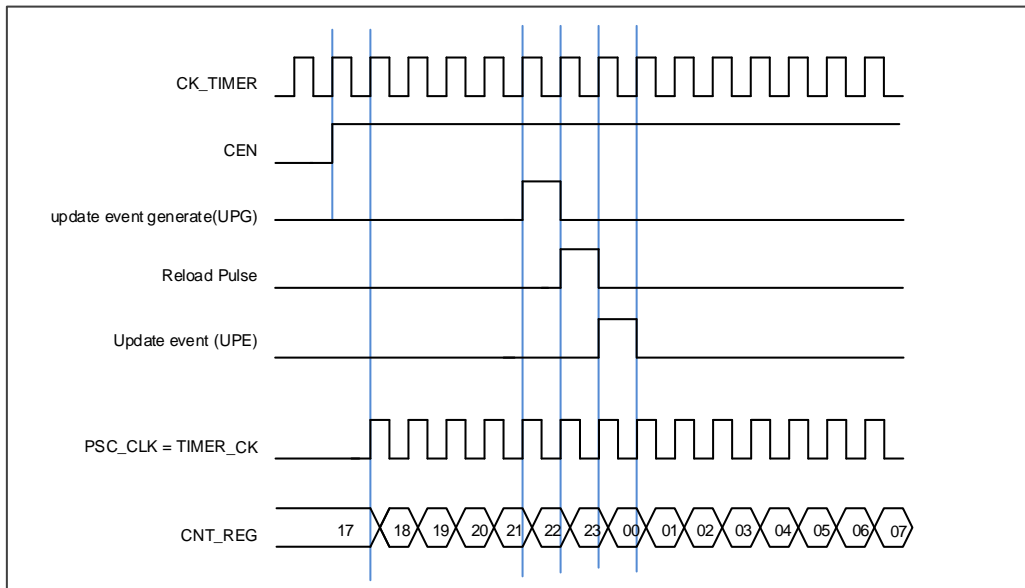 CK_TIMER
CEN
update event generate(UPG)
Reload Pulse
Update event (UPE)
PSC_CLK = TIMER_CK
CNT_REG 17 18 19 20 21 22 23 00 01 02 03 04 05 06 07